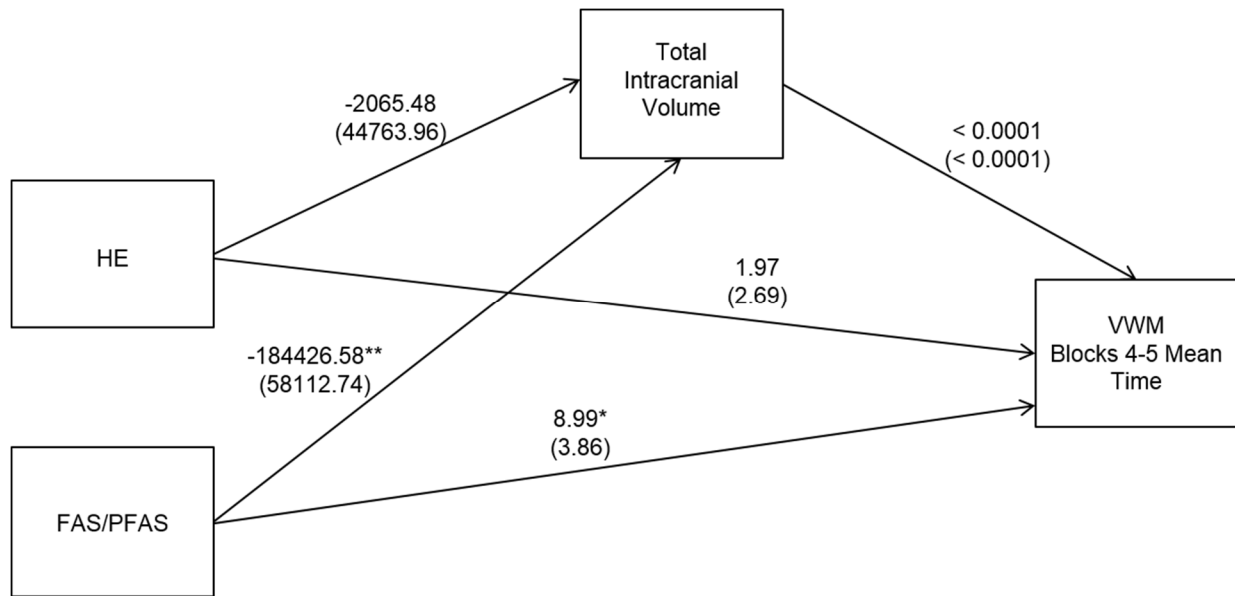 Total
Intracranial
Volume
-2065.48
(44763.96)
< 0.0001
(< 0.0001)
HE
1.97
(2.69)
VWM
Blocks 4-5 Mean
Time
-184426.58**
(58112.74)
8.99*
(3.86)
FAS/PFAS